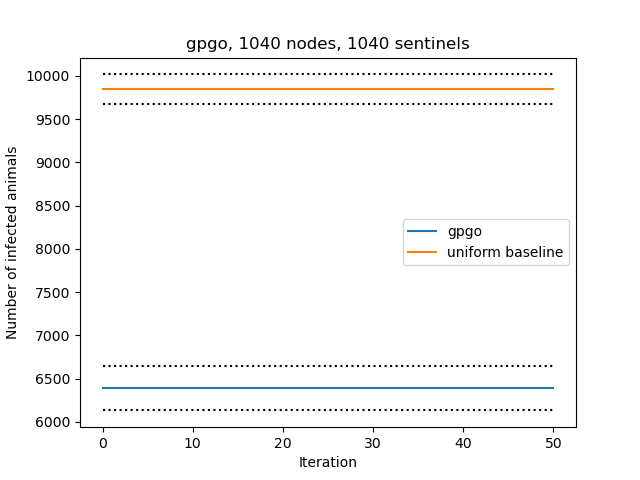 gpgo, 1040 nodes, 1040 sentinels
Number of infected animals
10000
9500
9000
8500
8000
7500
7000
6500
6000
gpgo
uniform baseline
0 10 20 30 40 50
Iteration